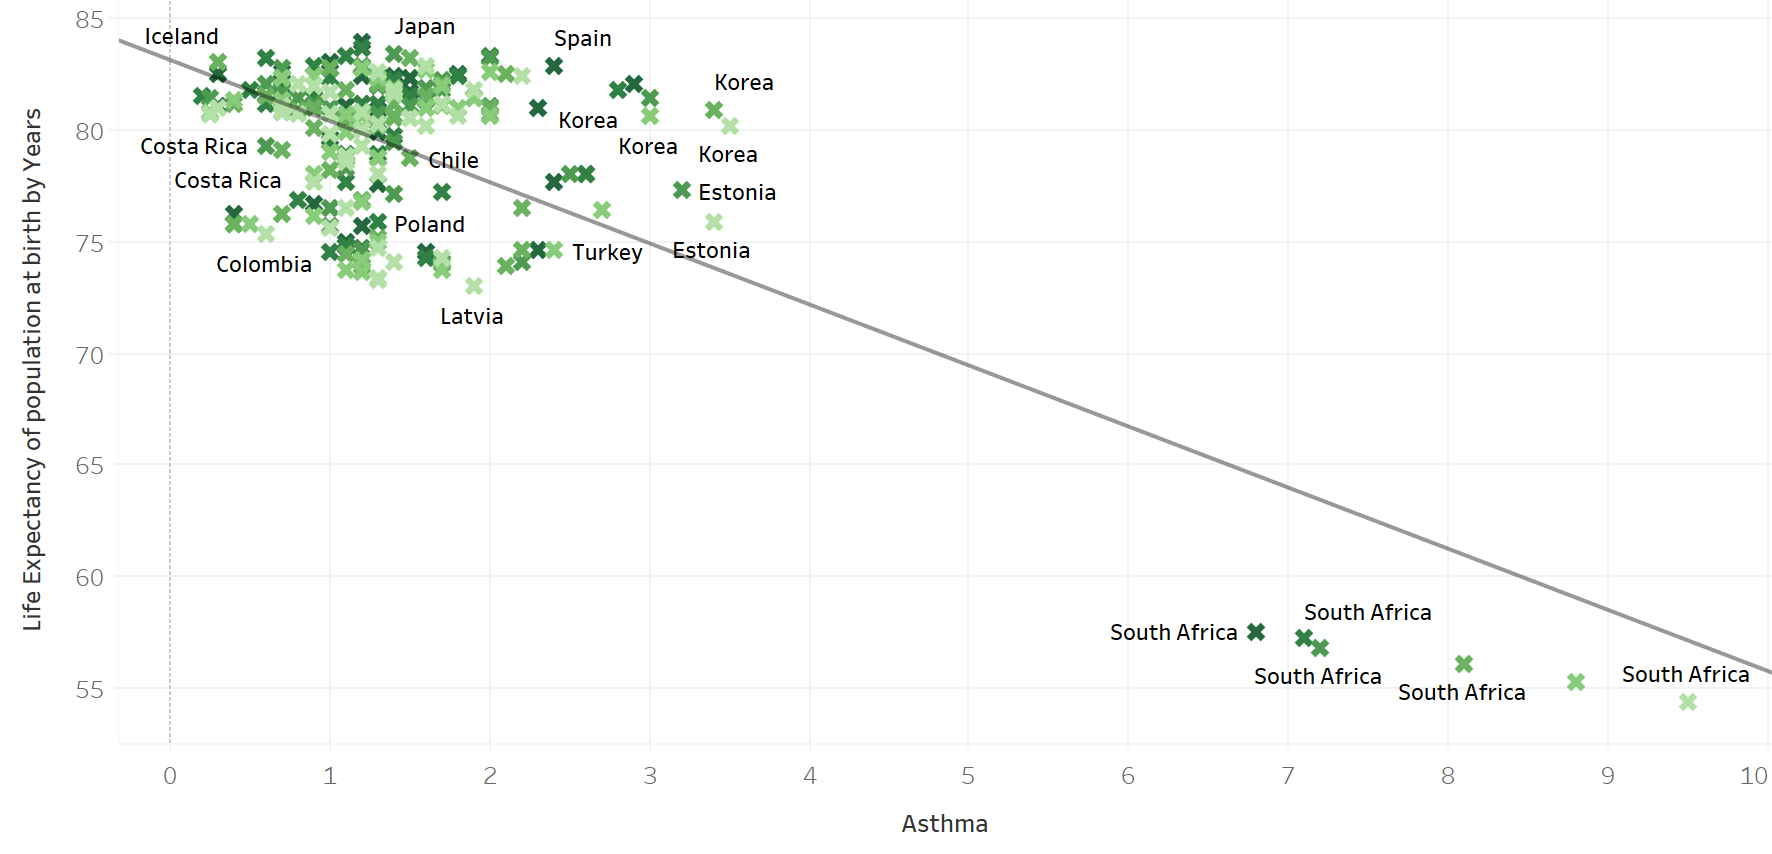 85
Japan
Iceland
Spain
Korea
Korea
80
Costa Rica
Korea
Korea
Chile
Costa Rica
Estonia
Poland
75
Turkey
Estonia
Colombia
Latvia
70
65
60
South Africa
South Africa
South Africa
South Africa
South Africa
55
Life Expectancy of population at birth by Years
0 1 2 3 4 5 6 7 8 9 10
Asthma